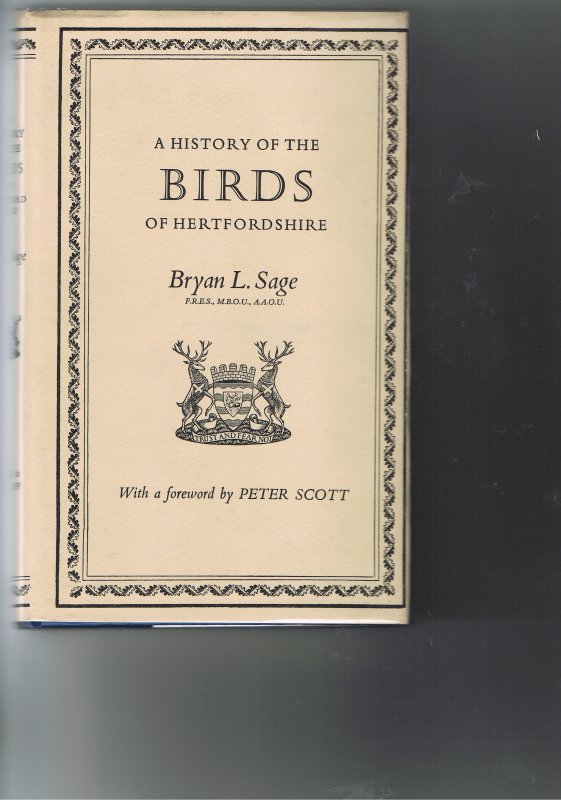 A HISTORY OF THE
BIRDS
OF HERTFORDSHIRE
Bryan L. Sage
F.R.E.S., M.B.O.U., A.A.O.U.
TRUST AND FEAR NOT
With a foreword by PETER SCOTT